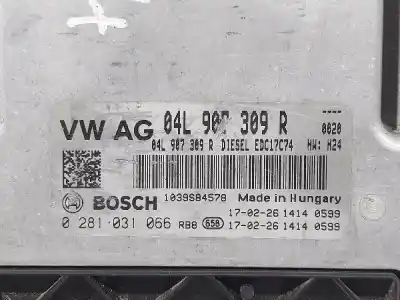 VW AG 04L 907 309 R 0020
04L 907 309 R DIESEL EDC17C74 HW: H24
BOSCH 1039S84578 Made in Hungary
0 281 031 066 RB8 658 17-02-26 1414 0599
17-02-26 1414 0599